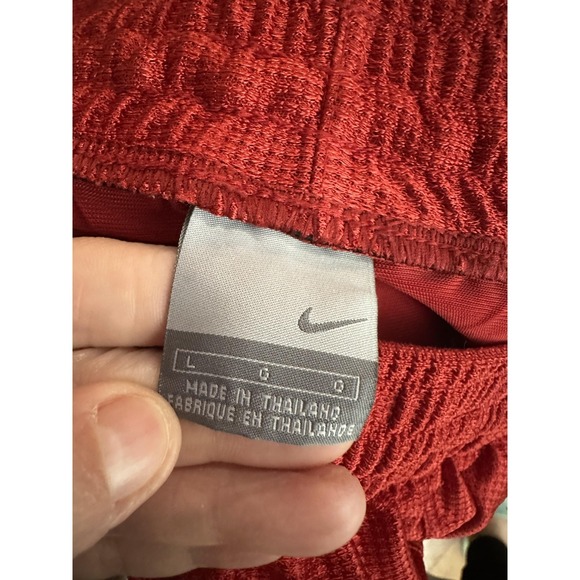 L G G
MADE IN THAILAND
FABRIQUE EN THAILANDE